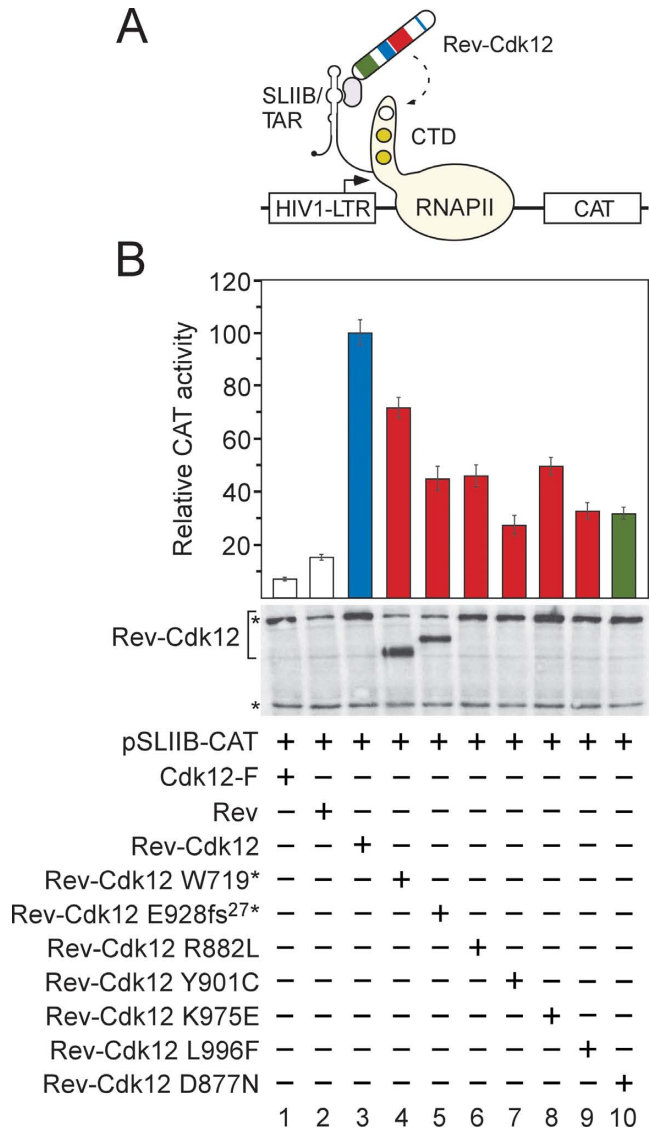 A
Rev-Cdk12
SLIIB/
TAR
CTD
HIV1-LTR
RNAPII
CAT
B
Relative CAT activity
120
100
80
60
40
20
Rev-Cdk12
*
*
pSLIIB-CAT + + + + + + + + + +
Cdk12-F + − − − − − − − − −
Rev − + − − − − − − − −
Rev-Cdk12 − − + − − − − − − −
Rev-Cdk12 W719* − − − + − − − − − −
Rev-Cdk12 E928fs²⁷* − − − − + − − − − −
Rev-Cdk12 R882L − − − − − + − − − −
Rev-Cdk12 Y901C − − − − − − + − − −
Rev-Cdk12 K975E − − − − − − − + − −
Rev-Cdk12 L996F − − − − − − − − + −
Rev-Cdk12 D877N − − − − − − − − − +
1 2 3 4 5 6 7 8 9 10